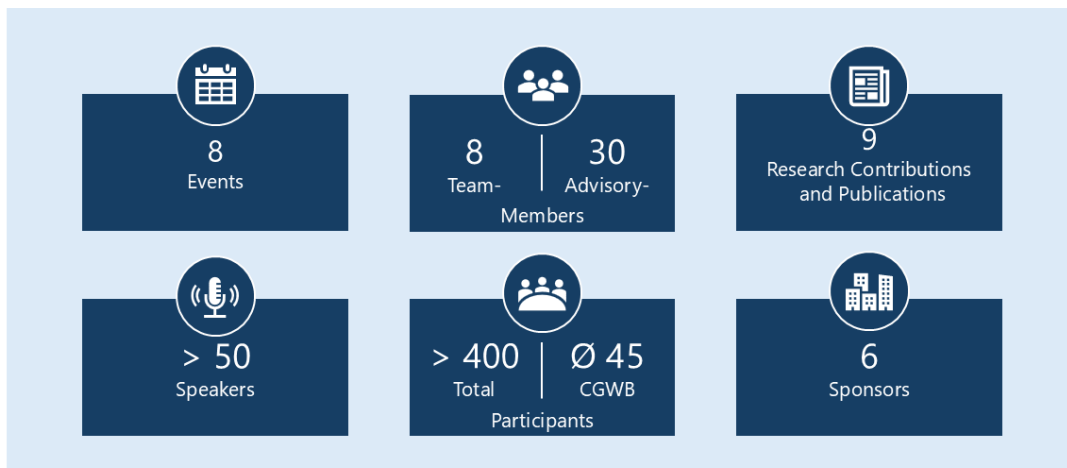 8
Events
8
Team-
30
Advisory-
Members
9
Research Contributions
and Publications
> 50
Speakers
> 400
Total
Ø 45
CGWB
Participants
6
Sponsors